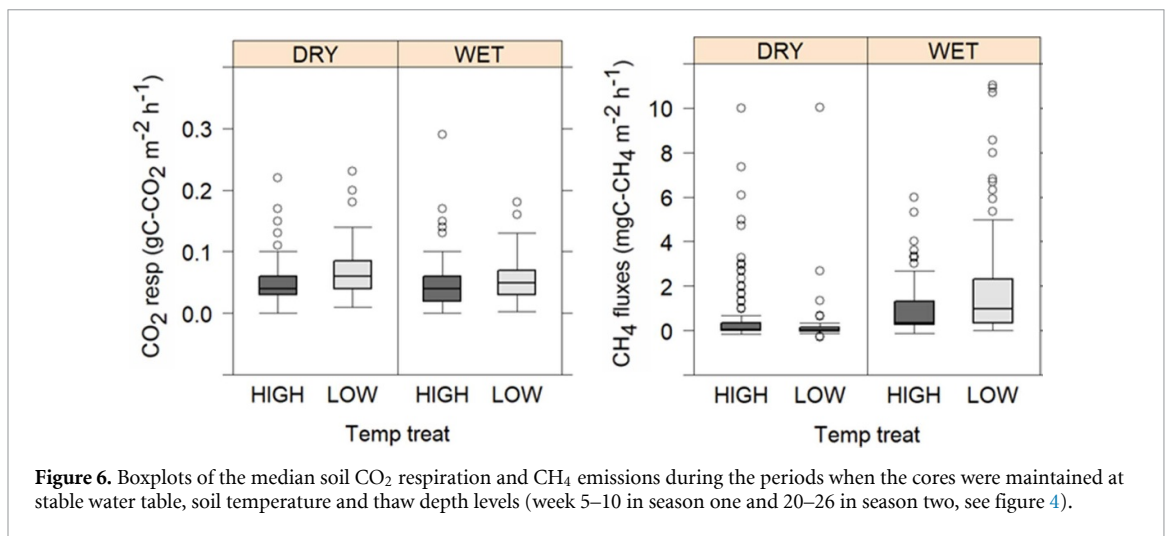 DRY WET
CO2 resp (gC-CO2 m-2 h-1)
0.3
0.2
0.1
0.0
HIGH LOW HIGH LOW
Temp treat
DRY WET
CH4 fluxes (mgC-CH4 m-2 h-1)
10
8
6
4
2
0
HIGH LOW HIGH LOW
Temp treat
Figure 6. Boxplots of the median soil CO2 respiration and CH4 emissions during the periods when the cores were maintained at
stable water table, soil temperature and thaw depth levels (week 5–10 in season one and 20–26 in season two, see figure 4).